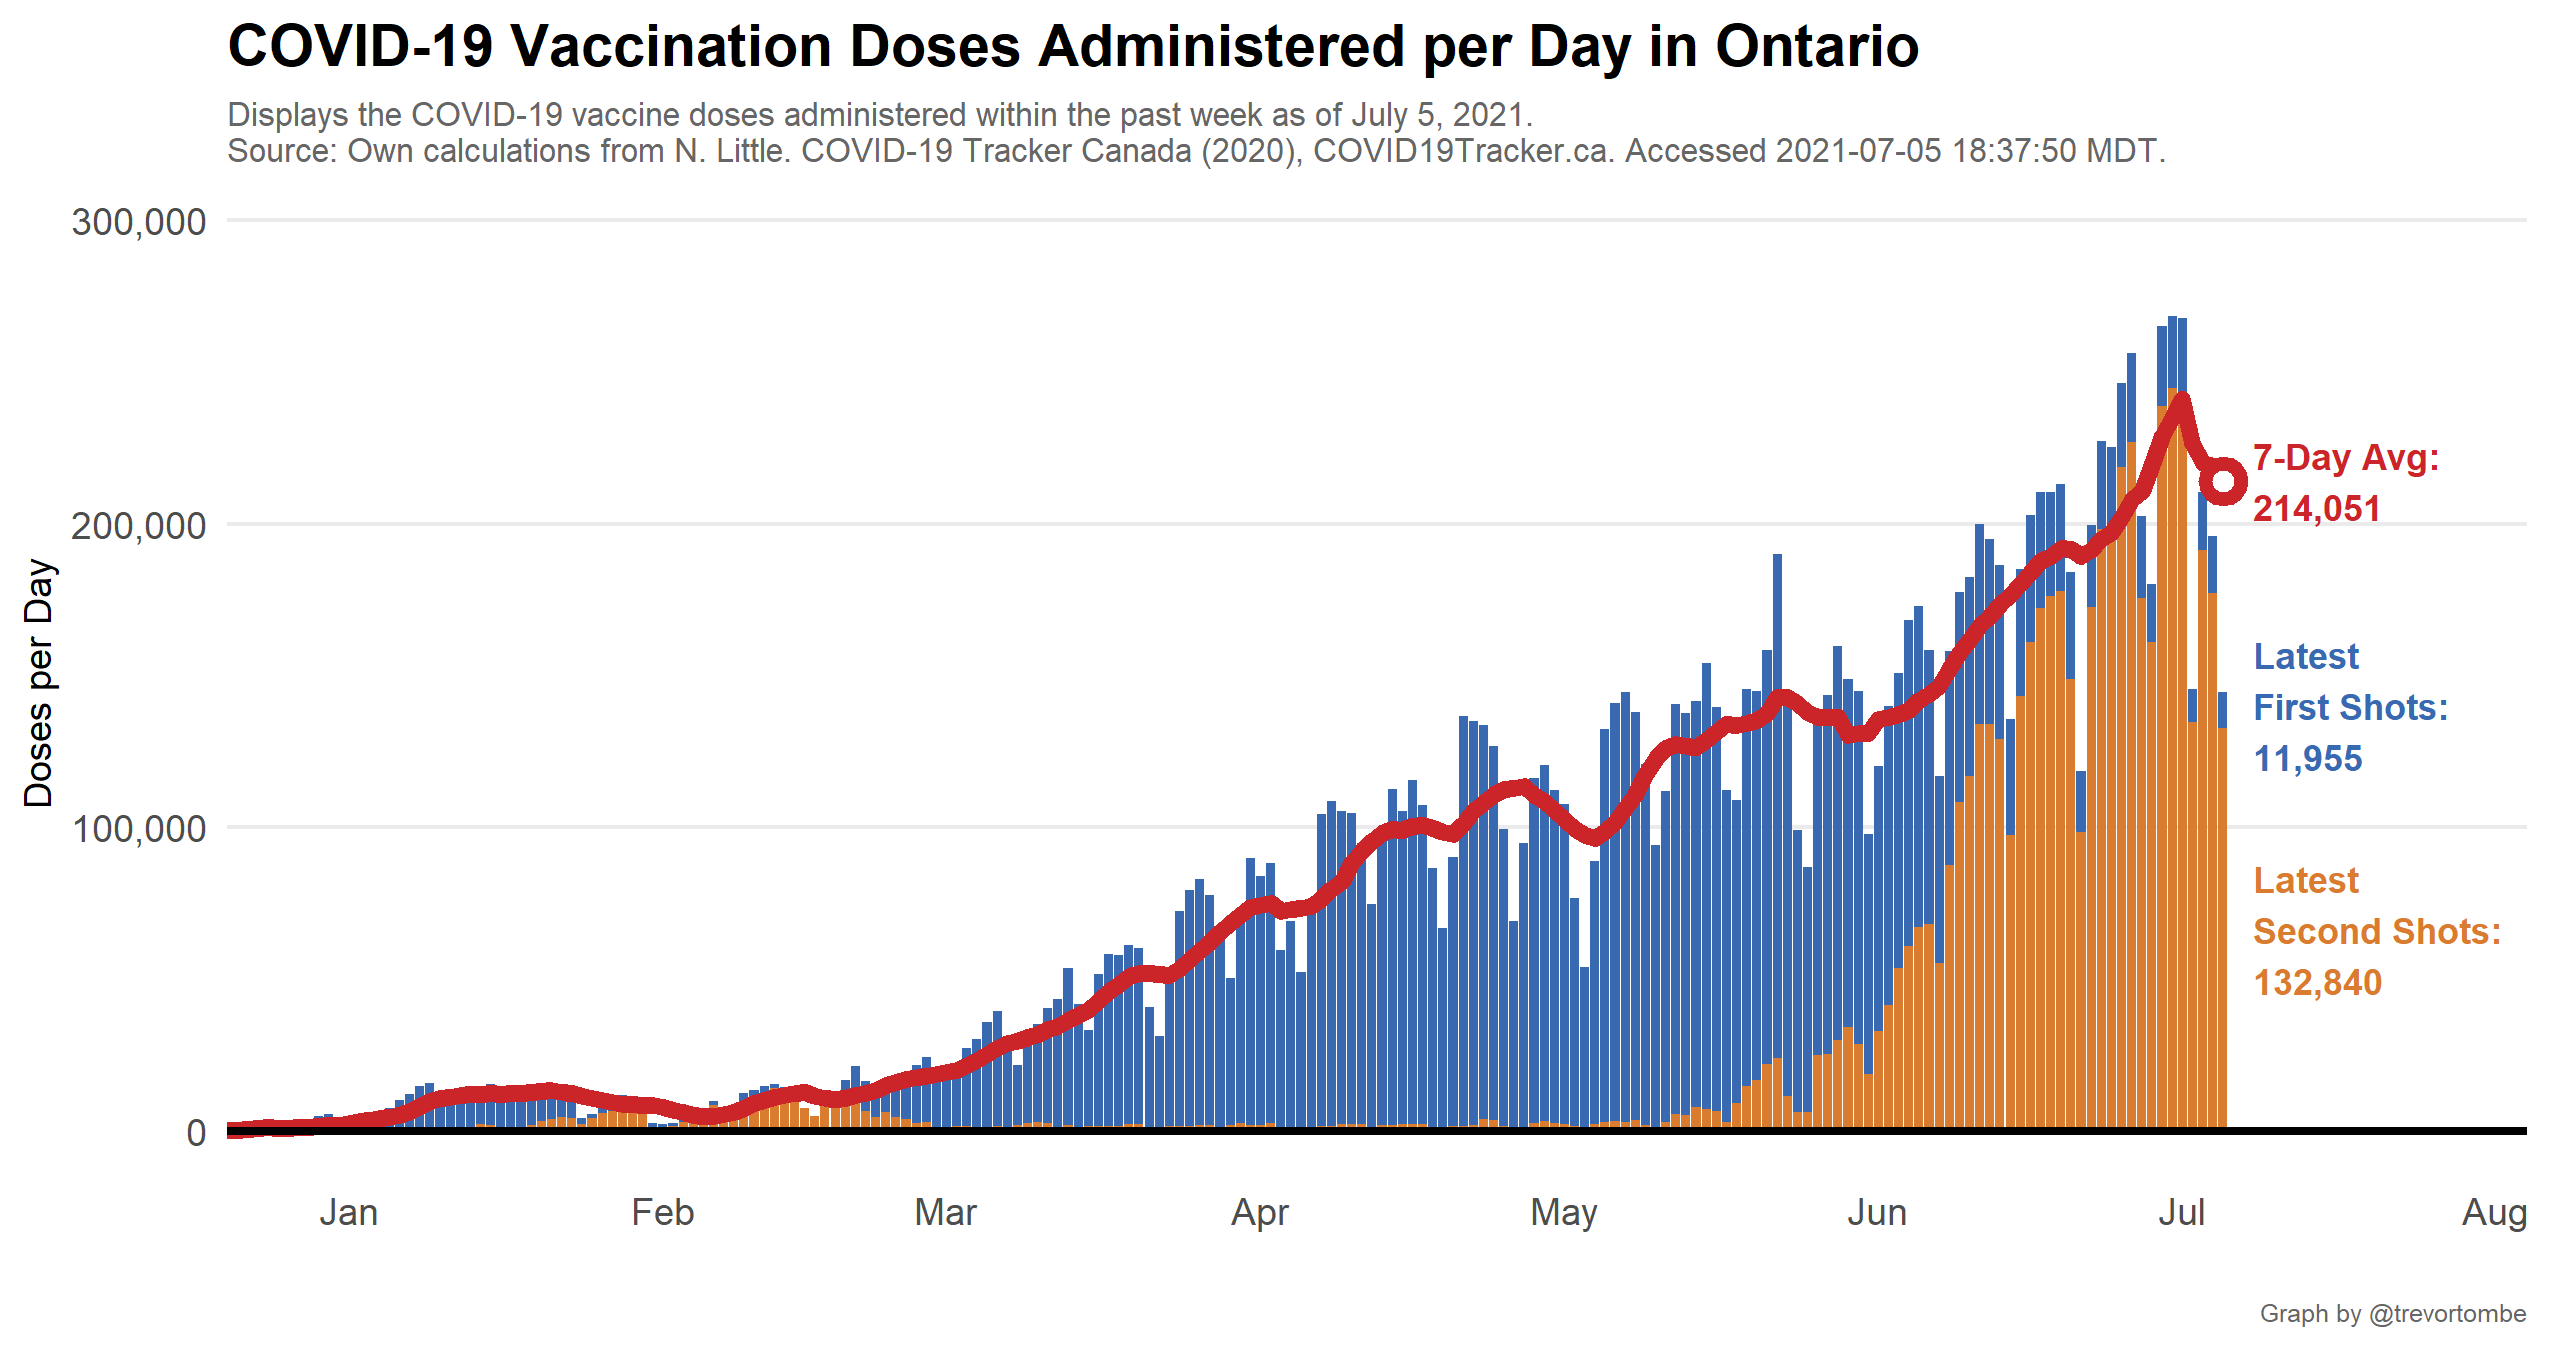 COVID-19 Vaccination Doses Administered per Day in Ontario
Displays the COVID-19 vaccine doses administered within the past week as of July 5, 2021.
Source: Own calculations from N. Little. COVID-19 Tracker Canada (2020), COVID19Tracker.ca. Accessed 2021-07-05 18:37:50 MDT.
300,000
200,000
100,000
0
Doses per Day
7-Day Avg:
214,051
Latest
First Shots:
11,955
Latest
Second Shots:
132,840
Jan Feb Mar Apr May Jun Jul Aug
Graph by @trevortombe